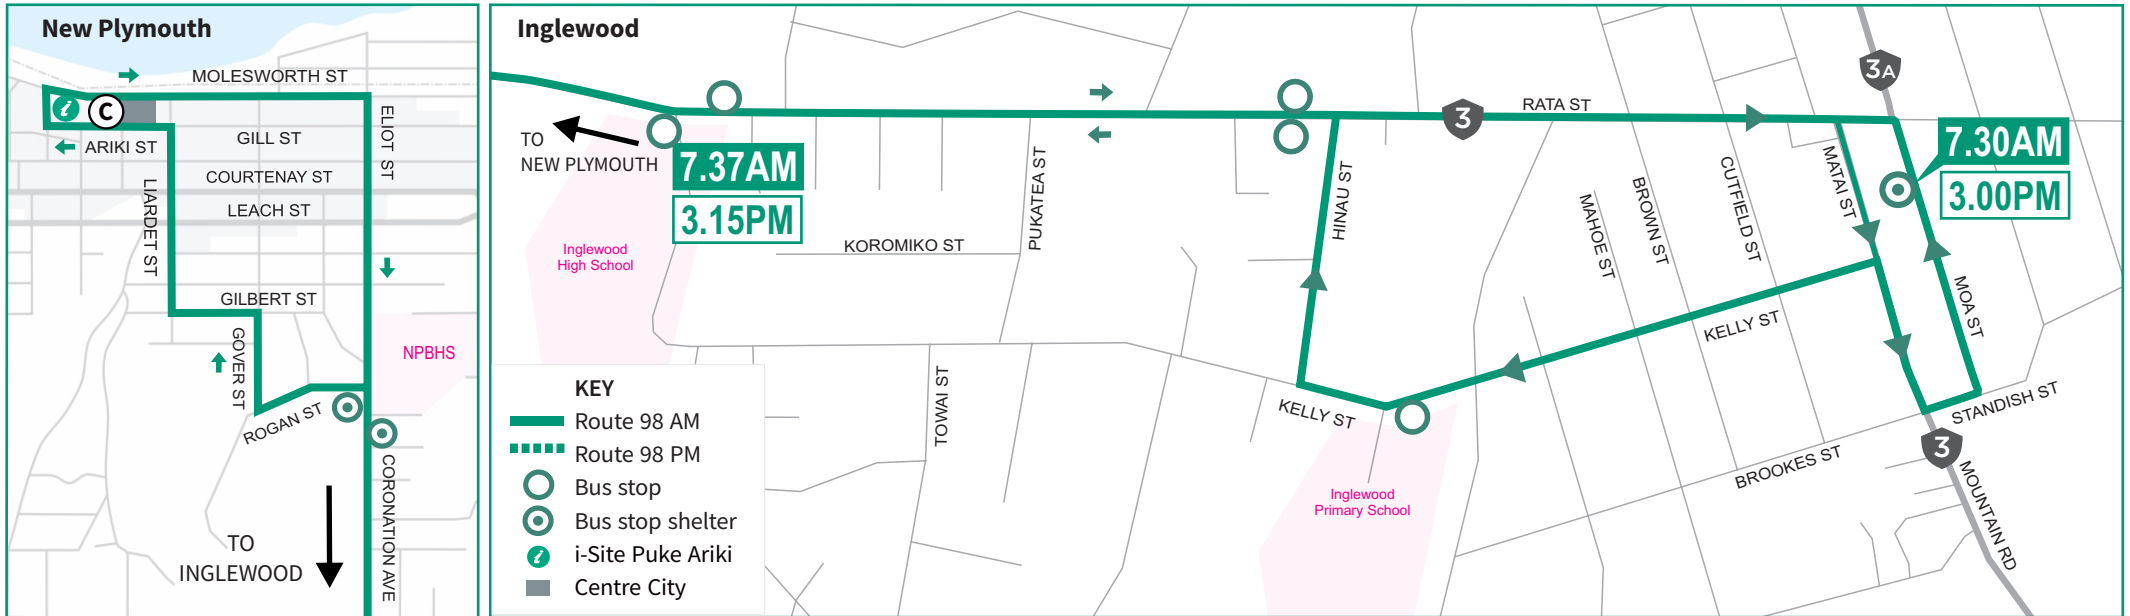 New Plymouth
MOLESWORTH ST
i
C
ELIOT ST
GILL ST
ARIKI ST
COURTENAY ST
LEACH ST
LIARDET ST
GILBERT ST
GOVER ST
NPBHS
ROGAN ST
CORONATION AVE
TO
INGLEWOOD
Inglewood
3A
RATA ST
3
TO
NEW PLYMOUTH
7.37AM
3.15PM
7.30AM
3.00PM
PUKATEA ST
HINAU ST
MAHOE ST
BROWN ST
CUTFIELD ST
MATAI ST
Inglewood
High School
KOROMIKO ST
MOA ST
KELLY ST
KELLY ST
STANDISH ST
TOWAI ST
BROOKES ST
3
MOUNTAIN RD
Inglewood
Primary School
KEY
Route 98 AM
Route 98 PM
Bus stop
Bus stop shelter
i i-Site Puke Ariki
Centre City